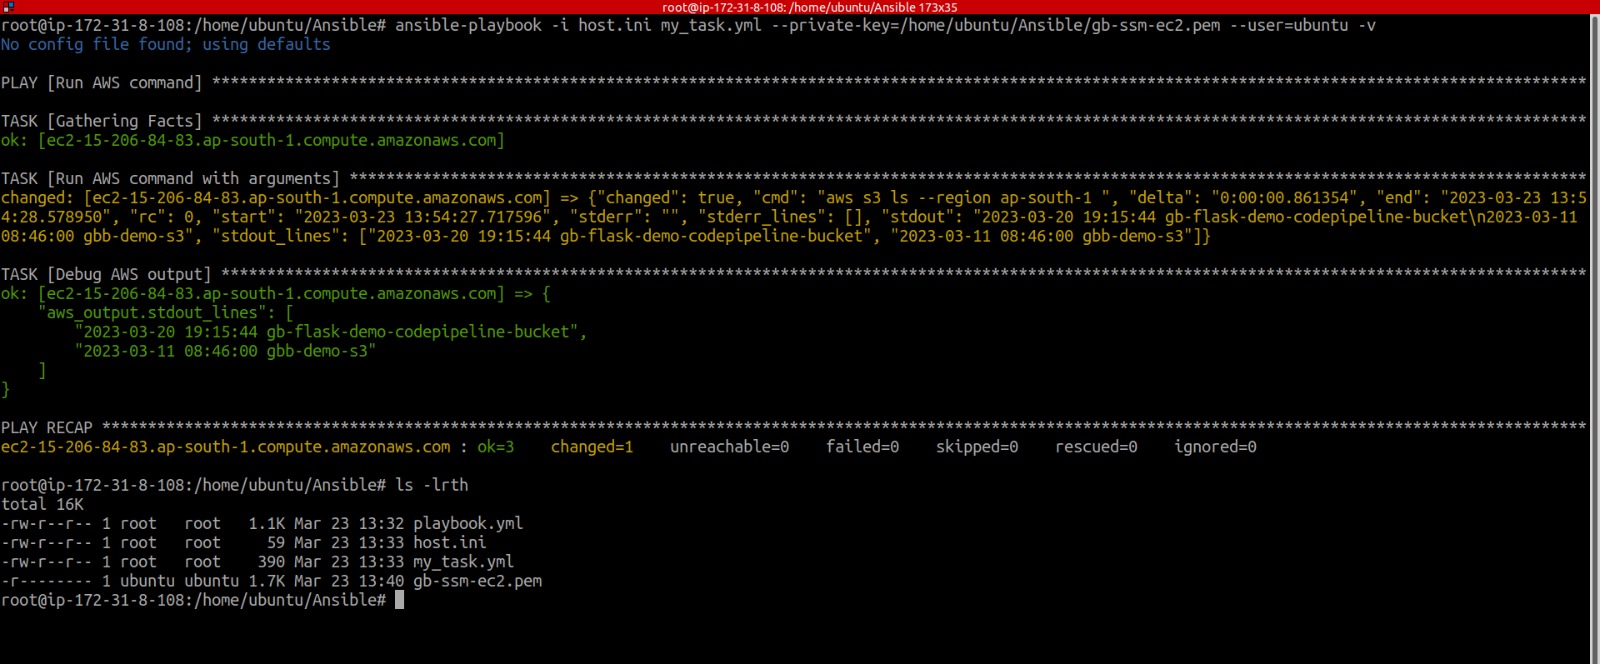 root@ip-172-31-8-108: /home/ubuntu/Ansible 173x35
root@ip-172-31-8-108:/home/ubuntu/Ansible# ansible-playbook -i host.ini my_task.yml --private-key=/home/ubuntu/Ansible/gb-ssm-ec2.pem --user=ubuntu -v
No config file found; using defaults
PLAY [Run AWS command] ******************************************************************************************************************************************************
TASK [Gathering Facts] ******************************************************************************************************************************************************
ok: [ec2-15-206-84-83.ap-south-1.compute.amazonaws.com]
TASK [Run AWS command with arguments] ***************************************************************************************************************************************
changed: [ec2-15-206-84-83.ap-south-1.compute.amazonaws.com] => {"changed": true, "cmd": "aws s3 ls --region ap-south-1 ", "delta": "0:00:00.861354", "end": "2023-03-23 13:5
4:28.578950", "rc": 0, "start": "2023-03-23 13:54:27.717596", "stderr": "", "stderr_lines": [], "stdout": "2023-03-20 19:15:44 gb-flask-demo-codepipeline-bucket\n2023-03-11
08:46:00 gbb-demo-s3", "stdout_lines": ["2023-03-20 19:15:44 gb-flask-demo-codepipeline-bucket", "2023-03-11 08:46:00 gbb-demo-s3"]}
TASK [Debug AWS output] *****************************************************************************************************************************************************
ok: [ec2-15-206-84-83.ap-south-1.compute.amazonaws.com] => {
    "aws_output.stdout_lines": [
        "2023-03-20 19:15:44 gb-flask-demo-codepipeline-bucket",
        "2023-03-11 08:46:00 gbb-demo-s3"
    ]
}
PLAY RECAP ******************************************************************************************************************************************************************
ec2-15-206-84-83.ap-south-1.compute.amazonaws.com : ok=3    changed=1    unreachable=0    failed=0    skipped=0    rescued=0    ignored=0
root@ip-172-31-8-108:/home/ubuntu/Ansible# ls -lrth
total 16K
-rw-r--r-- 1 root   root   1.1K Mar 23 13:32 playbook.yml
-rw-r--r-- 1 root   root     59 Mar 23 13:33 host.ini
-rw-r--r-- 1 root   root    390 Mar 23 13:33 my_task.yml
-r-------- 1 ubuntu ubuntu 1.7K Mar 23 13:40 gb-ssm-ec2.pem
root@ip-172-31-8-108:/home/ubuntu/Ansible#